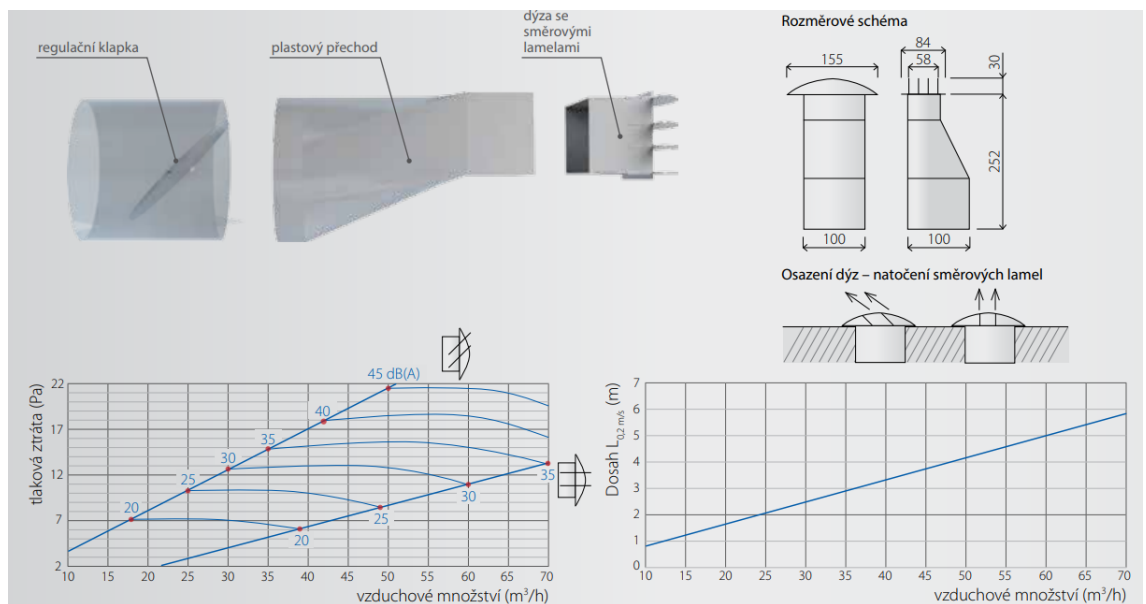 regulační klapka
plastový přechod
dýza se
směrovými
lamelami
Rozměrové schéma
155
84
58
30
252
100
100
Osazení dýz – natočení směrových lamel
tlaková ztráta (Pa)
22
17
12
7
2
45 dB(A)
40
35
30
25
20
35
30
25
20
10 15 20 25 30 35 40 45 50 55 60 65 70
vzduchové množství (m³/h)
Dosah L0,2 m/s (m)
7
6
5
4
3
2
1
0
10 15 20 25 30 35 40 45 50 55 60 65 70
vzduchové množství (m³/h)